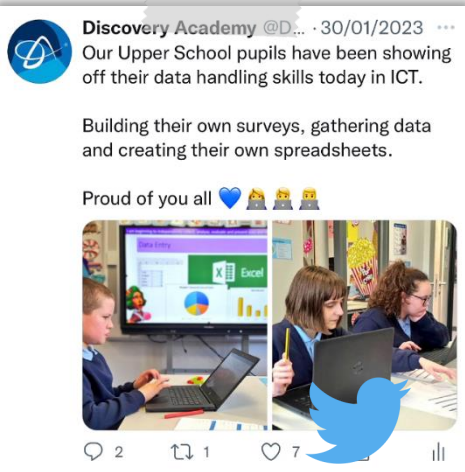 Discovery Academy @D... · 30/01/2023 ...
Our Upper School pupils have been showing
off their data handling skills today in ICT.
Building their own surveys, gathering data
and creating their own spreadsheets.
Proud of you all
Data Entry
Excel
2 1 7